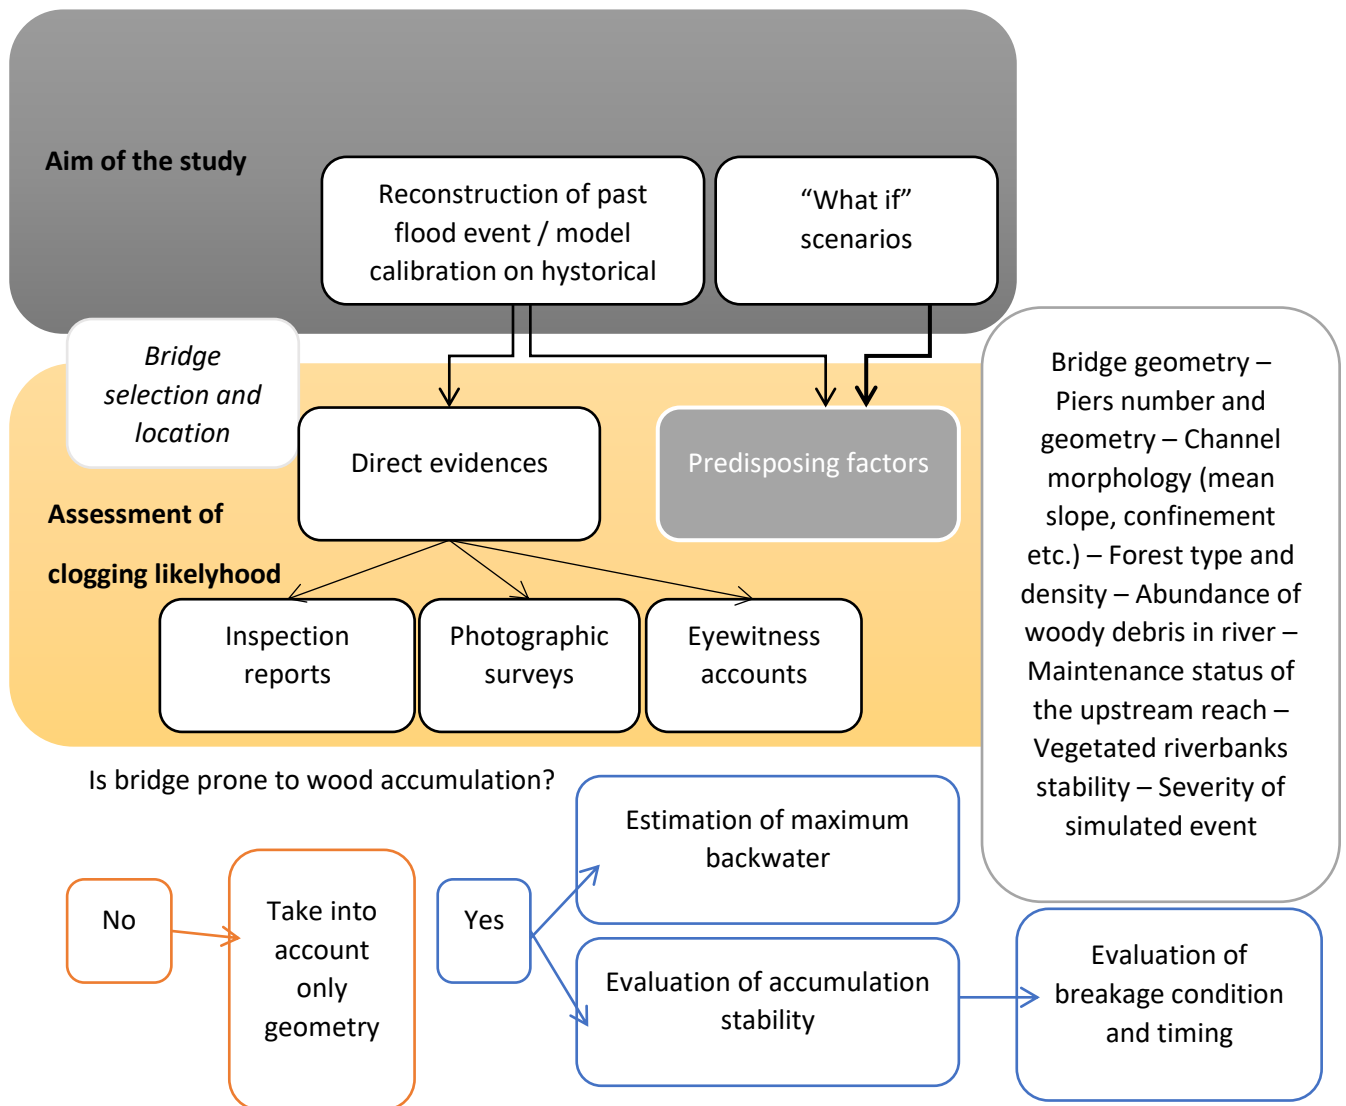 Aim of the study
Reconstruction of past
flood event / model
calibration on hystorical
“What if”
scenarios
Bridge
selection and
location
Direct evidences
Predisposing factors
Assessment of
clogging likelyhood
Inspection
reports
Photographic
surveys
Eyewitness
accounts
Bridge geometry –
Piers number and
geometry – Channel
morphology (mean
slope, confinement
etc.) – Forest type and
density – Abundance of
woody debris in river –
Maintenance status of
the upstream reach –
Vegetated riverbanks
stability – Severity of
simulated event
Is bridge prone to wood accumulation?
No
Take into
account
only
geometry
Yes
Estimation of maximum
backwater
Evaluation of accumulation
stability
Evaluation of
breakage condition
and timing